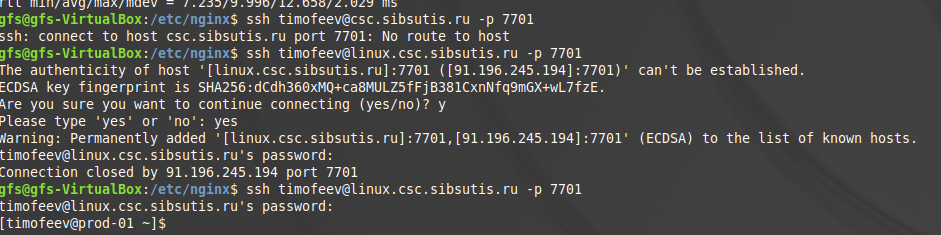 rtt min/avg/max/mdev = 7.235/9.996/12.658/2.029 ms
gfs@gfs-VirtualBox:/etc/nginx$ ssh timofeev@csc.sibsutis.ru -p 7701
ssh: connect to host csc.sibsutis.ru port 7701: No route to host
gfs@gfs-VirtualBox:/etc/nginx$ ssh timofeev@linux.csc.sibsutis.ru -p 7701
The authenticity of host '[linux.csc.sibsutis.ru]:7701 ([91.196.245.194]:7701)' can't be established.
ECDSA key fingerprint is SHA256:dCdh360xMQ+ca8MULZ5fFjB381CxnNfq9mGX+wL7fzE.
Are you sure you want to continue connecting (yes/no)? y
Please type 'yes' or 'no': yes
Warning: Permanently added '[linux.csc.sibsutis.ru]:7701,[91.196.245.194]:7701' (ECDSA) to the list of known hosts.
timofeev@linux.csc.sibsutis.ru's password:
Connection closed by 91.196.245.194 port 7701
gfs@gfs-VirtualBox:/etc/nginx$ ssh timofeev@linux.csc.sibsutis.ru -p 7701
timofeev@linux.csc.sibsutis.ru's password:
[timofeev@prod-01 ~]$